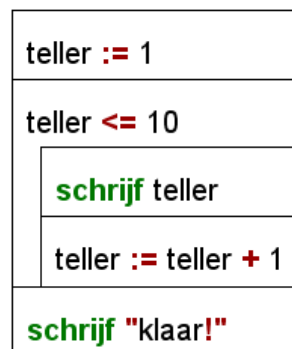 teller := 1
teller <= 10
schrijf teller
teller := teller + 1
schrijf "klaar!"